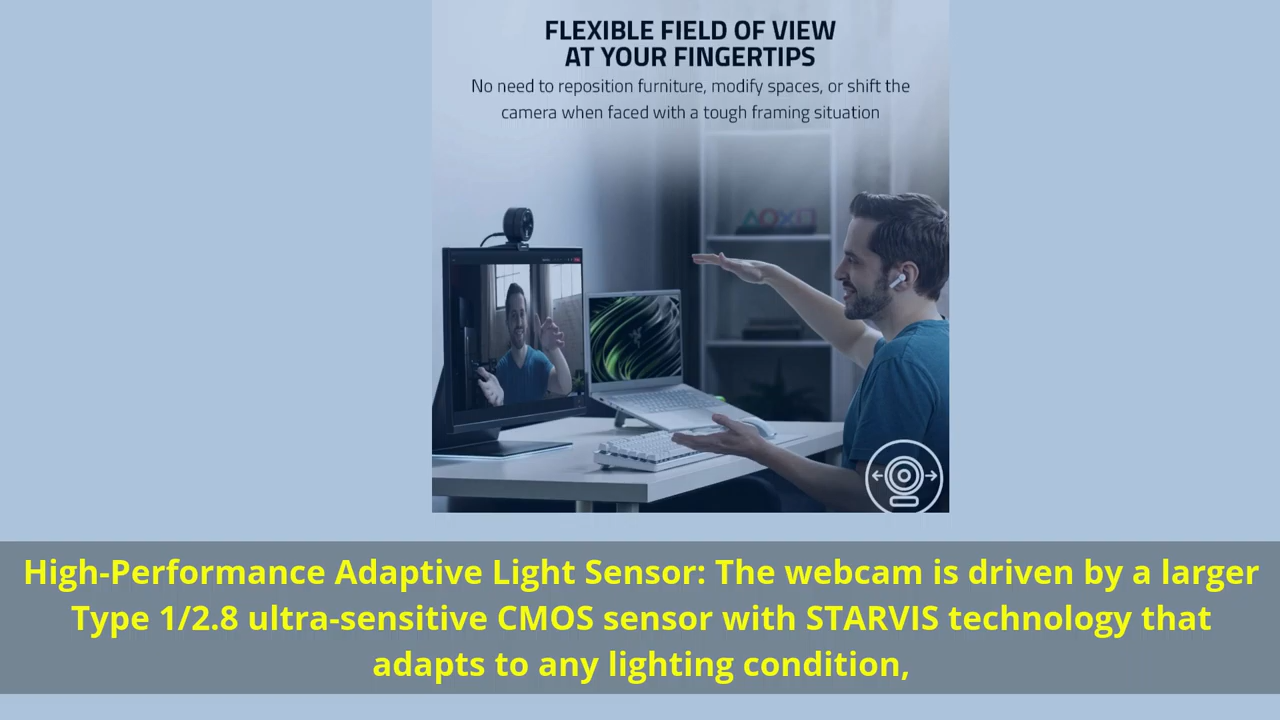 FLEXIBLE FIELD OF VIEW
AT YOUR FINGERTIPS
No need to reposition furniture, modify spaces, or shift the
camera when faced with a tough framing situation
High-Performance Adaptive Light Sensor: The webcam is driven by a larger
Type 1/2.8 ultra-sensitive CMOS sensor with STARVIS technology that
adapts to any lighting condition,